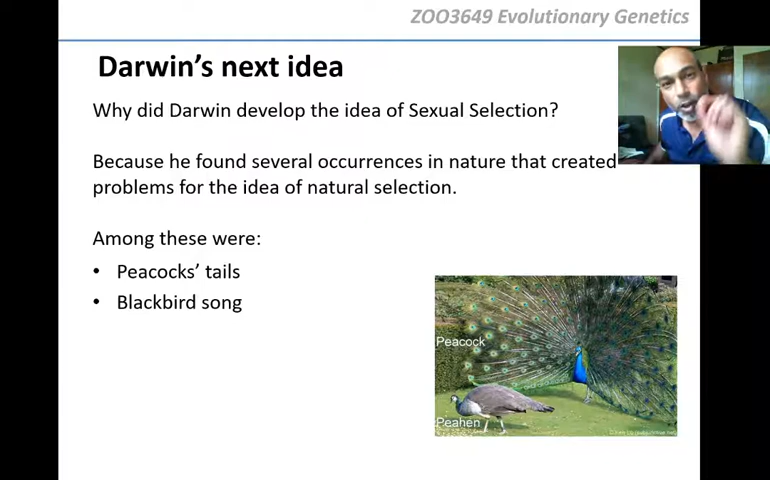 ZOO3649 Evolutionary Genetics
Darwin's next idea
Why did Darwin develop the idea of Sexual Selection?
Because he found several occurrences in nature that created
problems for the idea of natural selection.
Among these were:
• Peacocks' tails
• Blackbird song
Peacock
Peahen